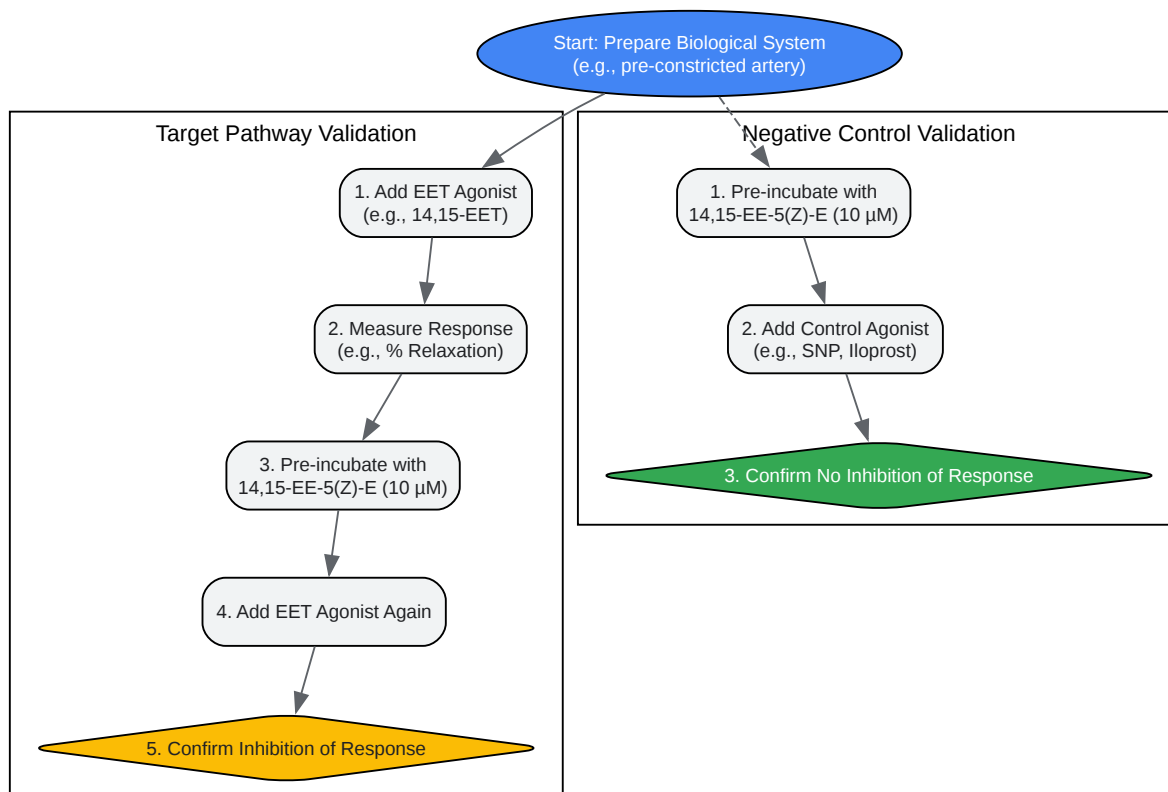 Start: Prepare Biological System
(e.g., pre-constricted artery)
Target Pathway Validation
1. Add EET Agonist
(e.g., 14,15-EET)
2. Measure Response
(e.g., % Relaxation)
3. Pre-incubate with
14,15-EE-5(Z)-E (10 µM)
4. Add EET Agonist Again
5. Confirm Inhibition of Response
Negative Control Validation
1. Pre-incubate with
14,15-EE-5(Z)-E (10 µM)
2. Add Control Agonist
(e.g., SNP, Iloprost)
3. Confirm No Inhibition of Response